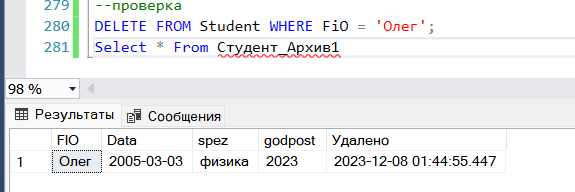 279
--проверка
280
DELETE FROM Student WHERE FiO = 'Олег';
281
Select * From Студент_Архив1
98 %
Результаты
Сообщения
FIO Data spez godpost Удалено
1 Олег 2005-03-03 физика 2023 2023-12-08 01:44:55.447